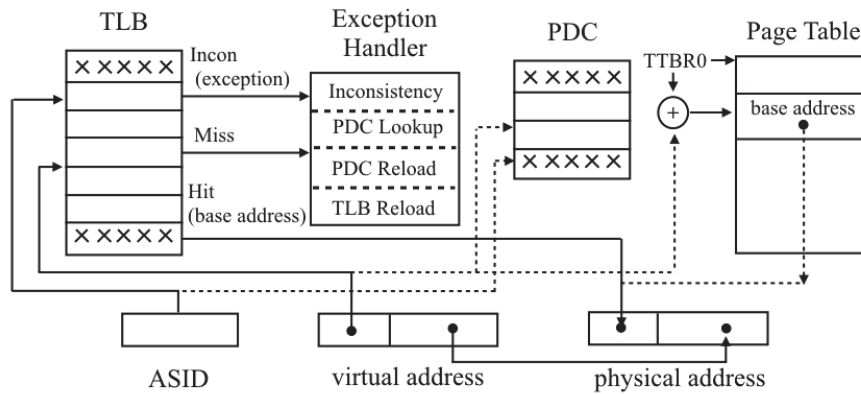 TLB
Exception
Handler
PDC
Page Table
Incon
(exception)
TTBR0
× × × × ×
× × × × ×
Inconsistency
+
base address
PDC Lookup
Miss
PDC Reload
× × × × ×
Hit
(base address)
TLB Reload
× × × × ×
ASID
virtual address
physical address